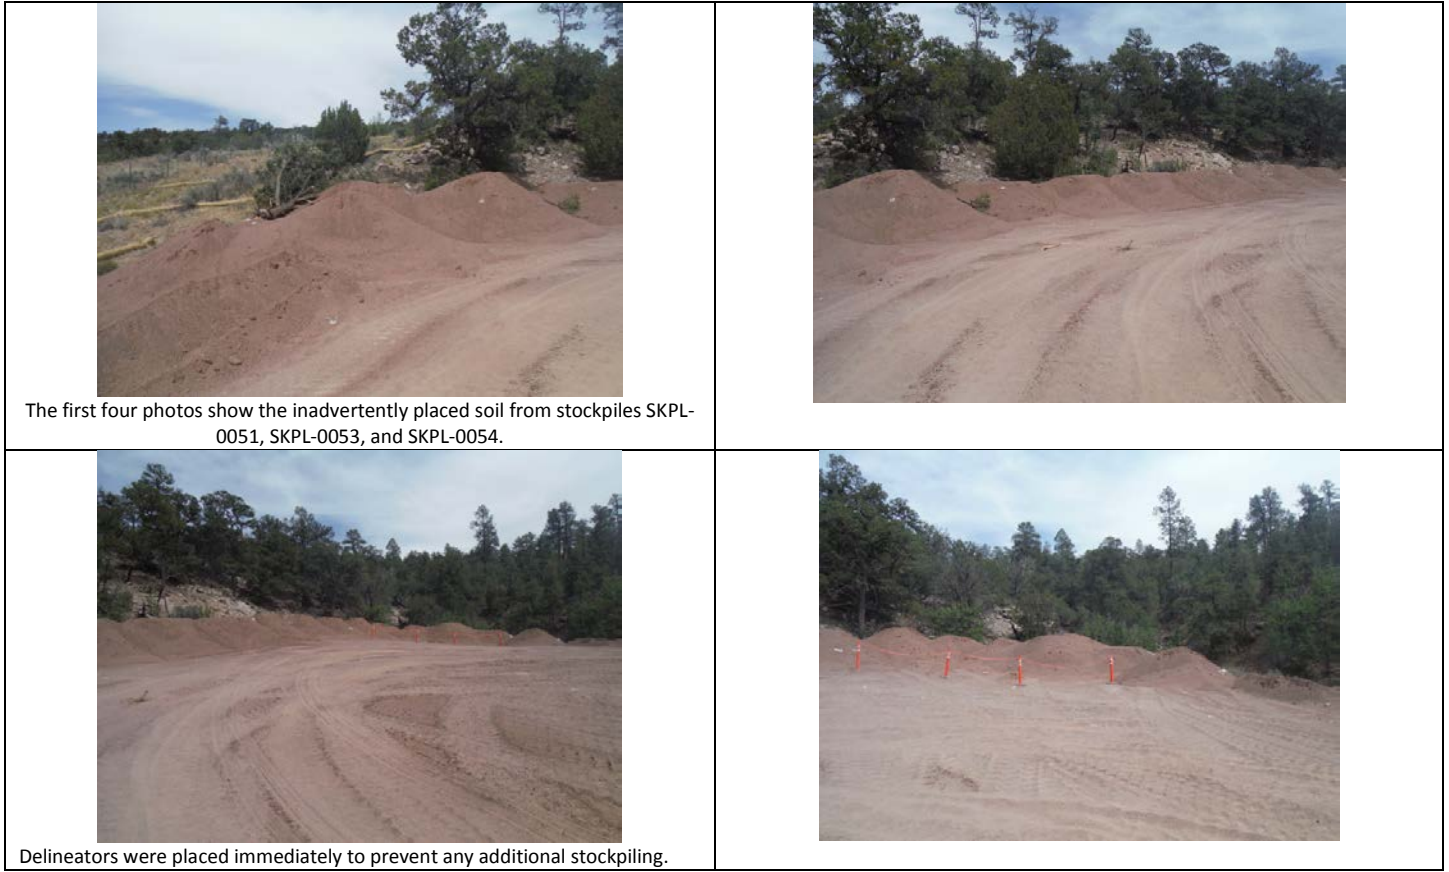 The first four photos show the inadvertently placed soil from stockpiles SKPL-
0051, SKPL-0053, and SKPL-0054.
Delineators were placed immediately to prevent any additional stockpiling.